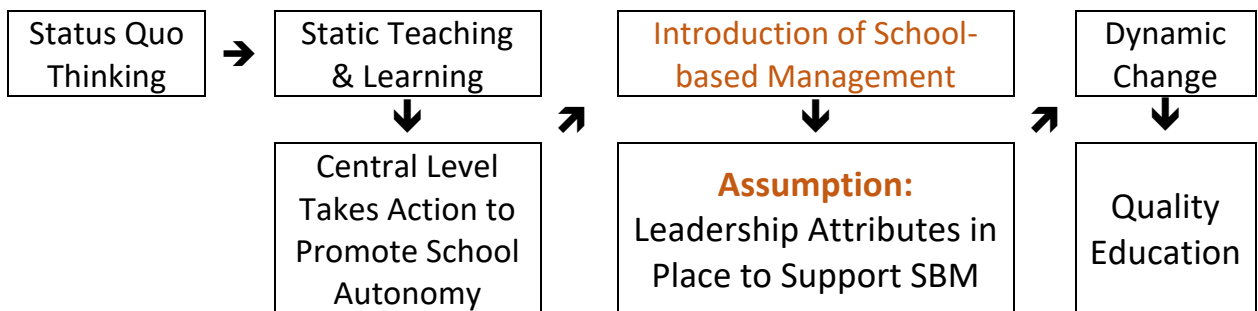 Status Quo
Thinking
Static Teaching
& Learning
Central Level
Takes Action to
Promote School
Autonomy
Introduction of School-
based Management
Assumption:
Leadership Attributes in
Place to Support SBM
Dynamic
Change
Quality
Education